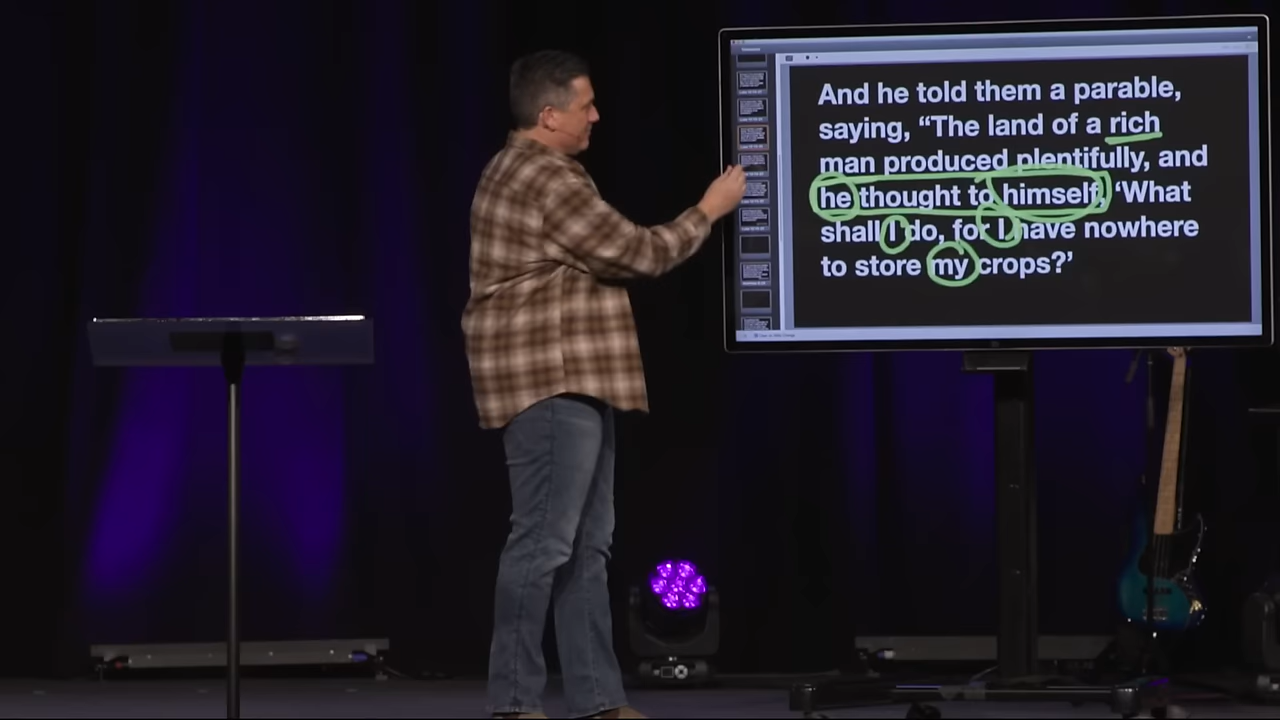 And he told them a parable,
saying, “The land of a rich
man produced plentifully, and
he thought to himself, ‘What
shall I do, for I have nowhere
to store my crops?’